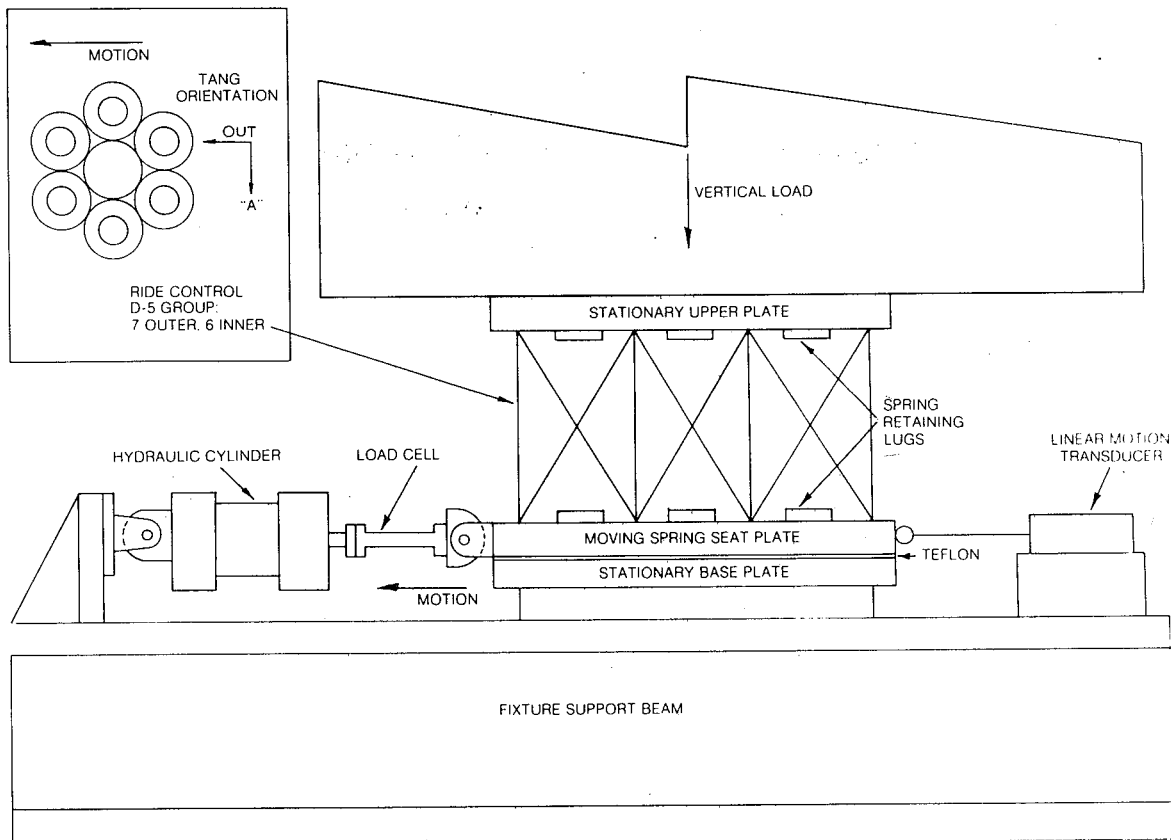 MOTION
TANG
ORIENTATION
OUT
"A"
RIDE CONTROL
D-5 GROUP:
7 OUTER, 6 INNER
VERTICAL LOAD
STATIONARY UPPER PLATE
SPRING
RETAINING
LUGS
LINEAR MOTION
TRANSDUCER
HYDRAULIC CYLINDER
LOAD CELL
MOVING SPRING SEAT PLATE
TEFLON
STATIONARY BASE PLATE
MOTION
FIXTURE SUPPORT BEAM